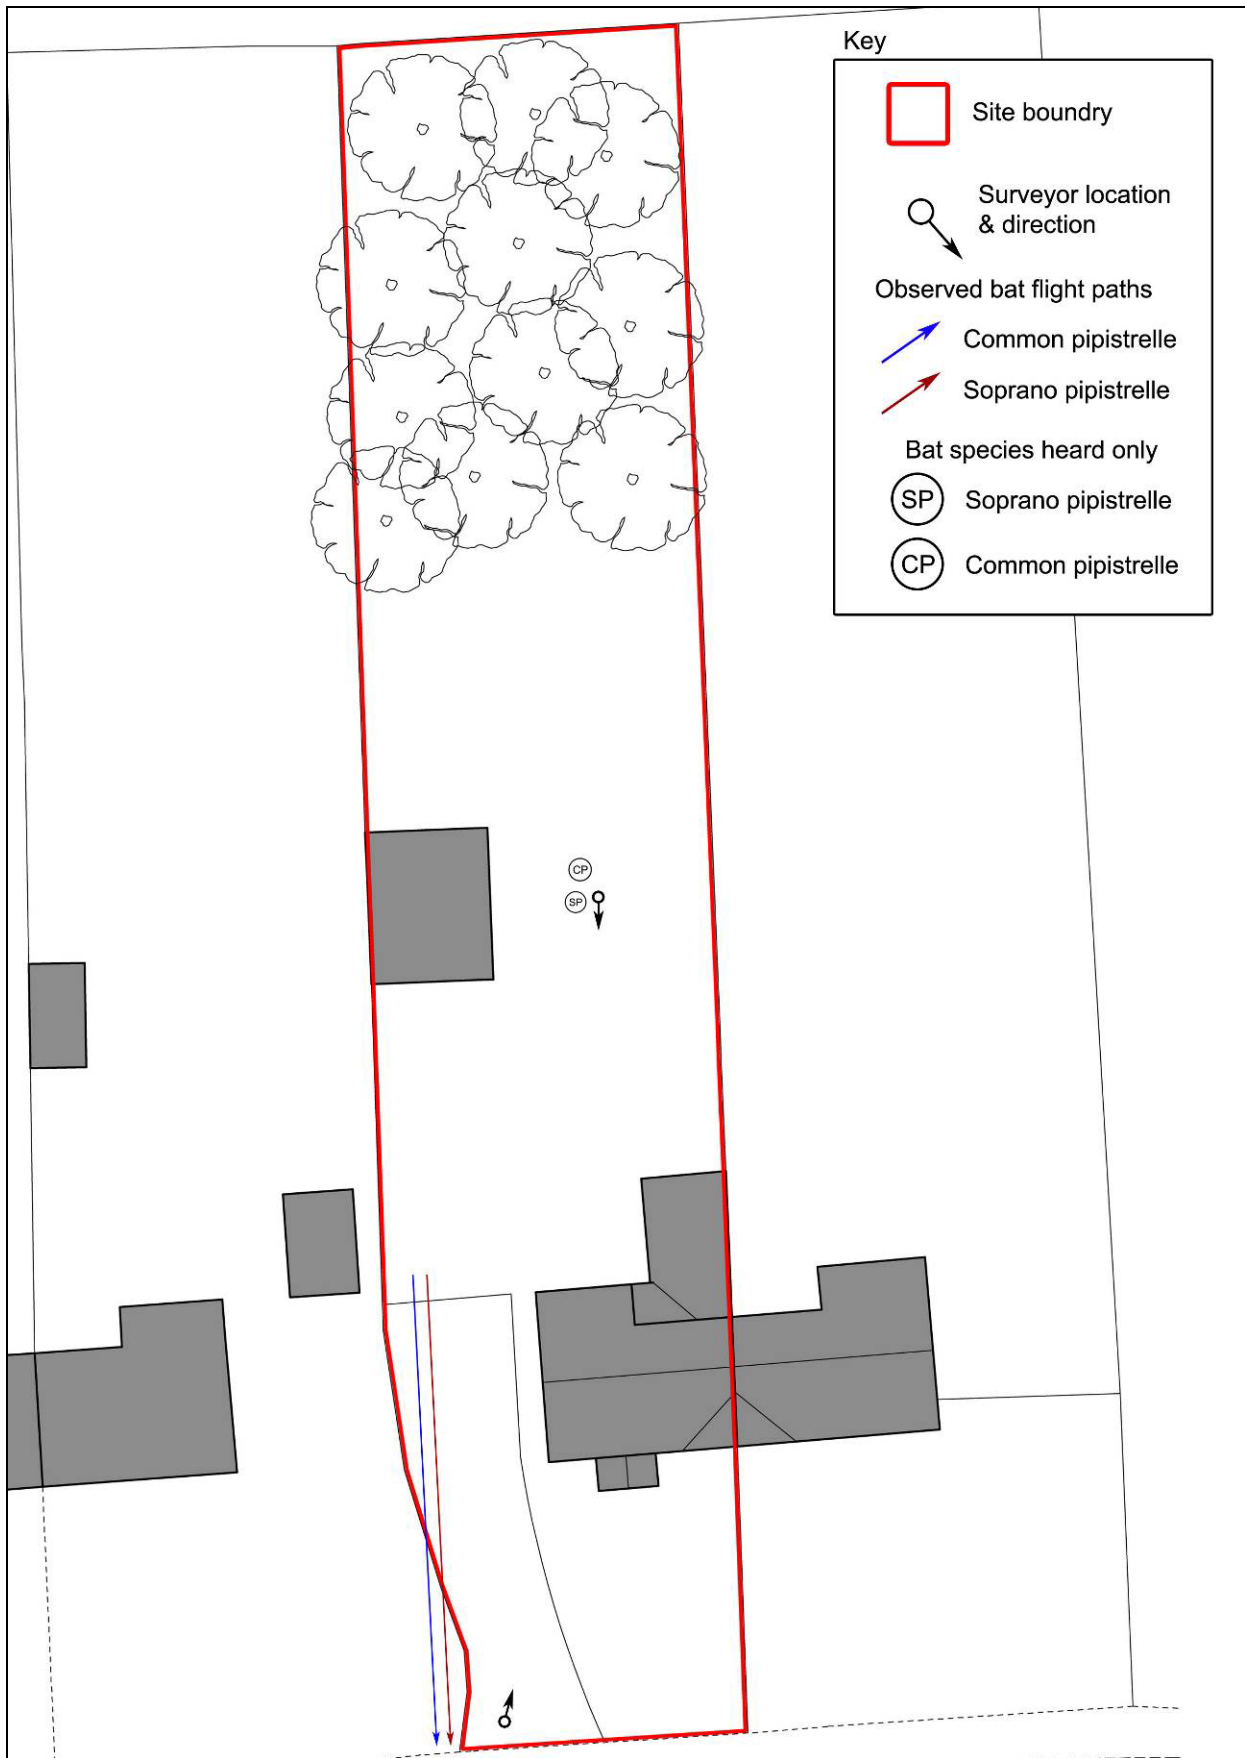 Key
Site boundry
Surveyor location
& direction
Observed bat flight paths
Common pipistrelle
Soprano pipistrelle
Bat species heard only
SP Soprano pipistrelle
CP Common pipistrelle
CP
SP